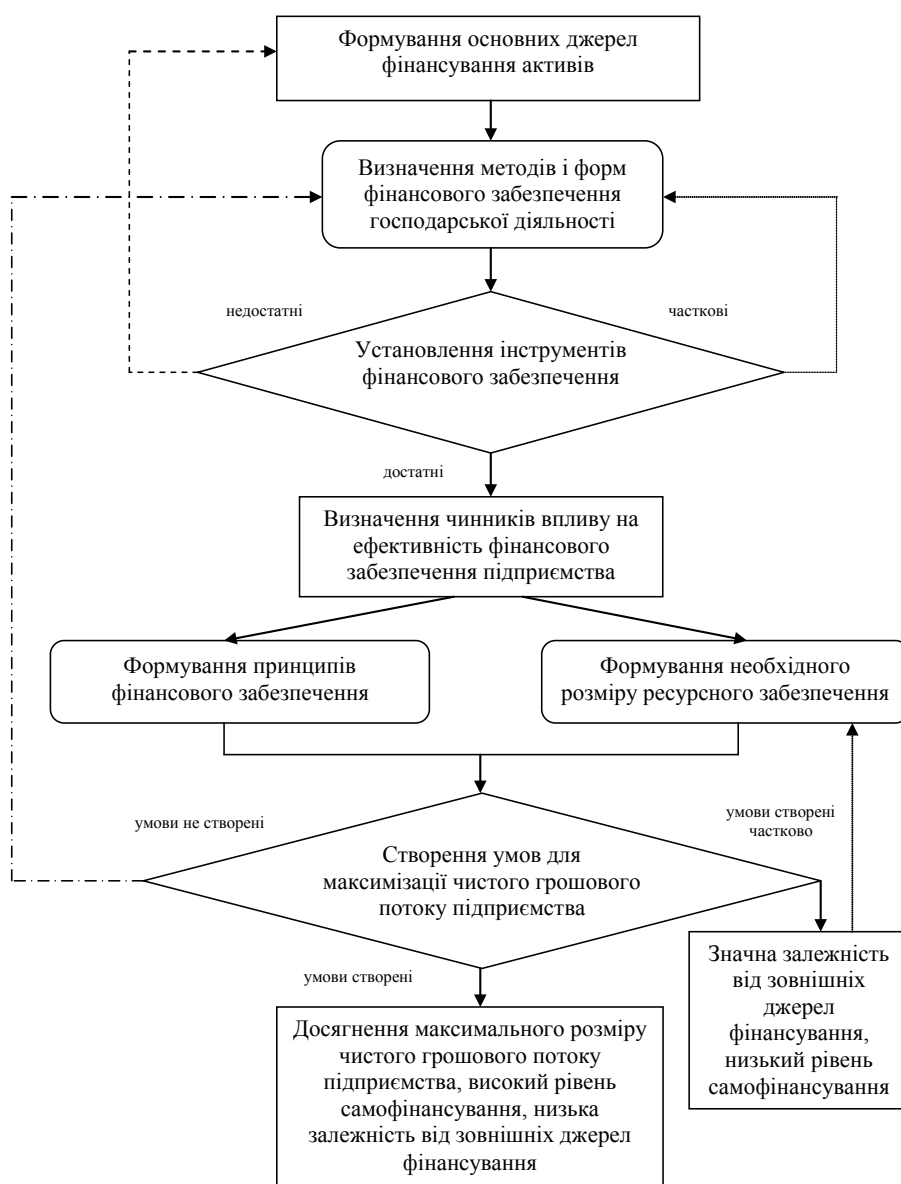 Формування основних джерел
фінансування активів
Визначення методів і форм
фінансового забезпечення
господарської діяльності
недостатні
часткові
Установлення інструментів
фінансового забезпечення
достатні
Визначення чинників впливу на
ефективність фінансового
забезпечення підприємства
Формування принципів
фінансового забезпечення
Формування необхідного
розміру ресурсного забезпечення
умови не створені
умови створені
частково
Створення умов для
максимізації чистого грошового
потоку підприємства
умови створені
Значна залежність
від зовнішніх
джерел
фінансування,
низький рівень
самофінансування
Досягнення максимального розміру
чистого грошового потоку
підприємства, високий рівень
самофінансування, низька
залежність від зовнішніх джерел
фінансування